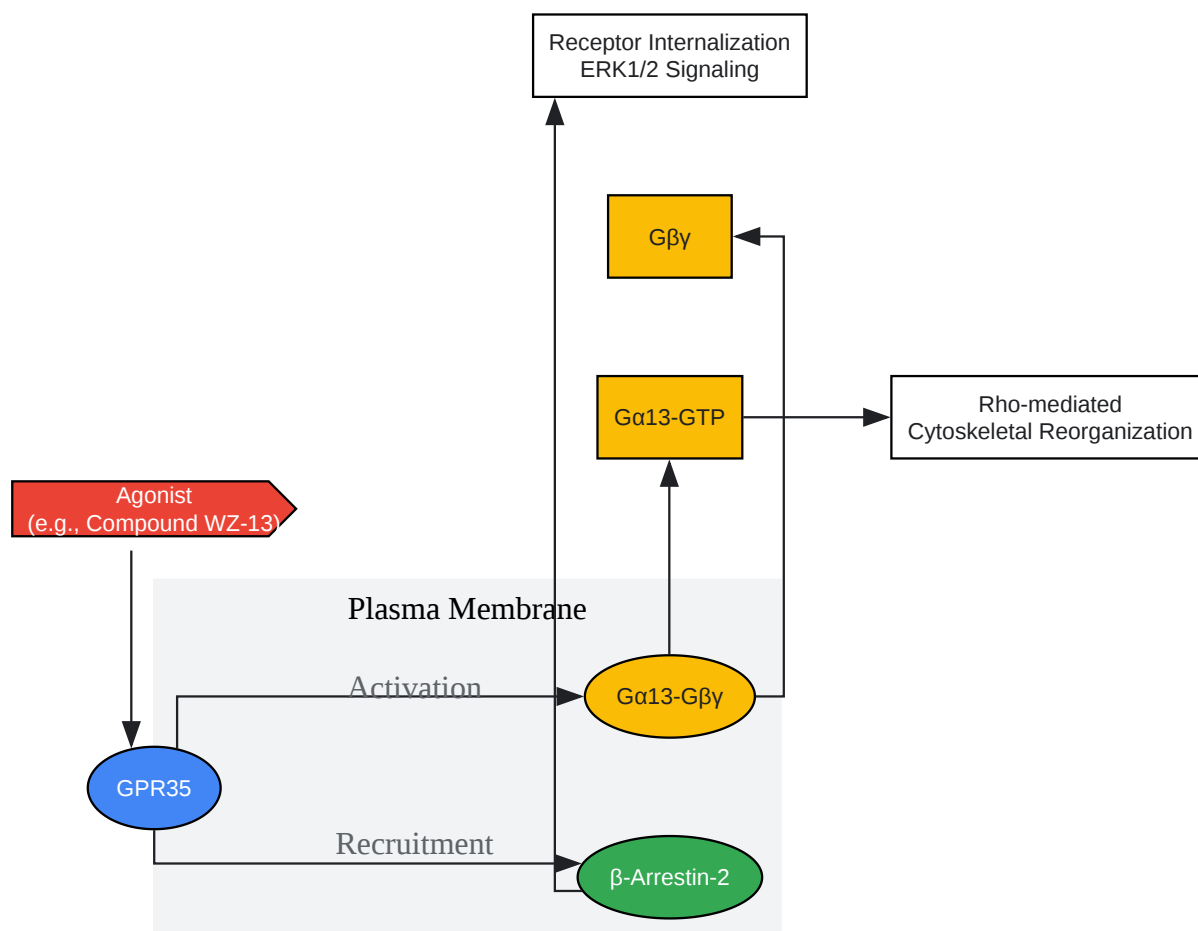 Receptor Internalization
ERK1/2 Signaling
Gβγ
Gα13-GTP
Rho-mediated
Cytoskeletal Reorganization
Agonist
(e.g., Compound WZ-13)
Plasma Membrane
Activation
Gα13-Gβγ
GPR35
Recruitment
β-Arrestin-2